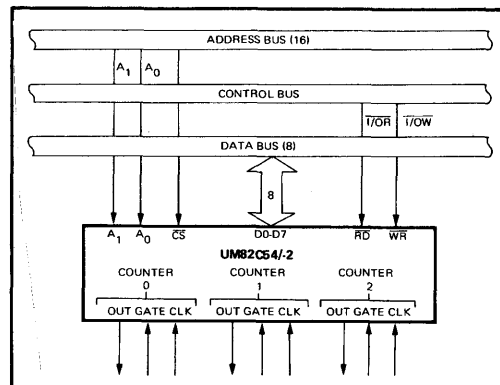 ADDRESS BUS (16)
A1 A0
CONTROL BUS
I/OR I/OW
DATA BUS (8)
8
A1 A0 CS D0-D7 RD WR
UM82C54/-2
COUNTER COUNTER COUNTER
0 1 2
OUT GATE CLK OUT GATE CLK OUT GATE CLK